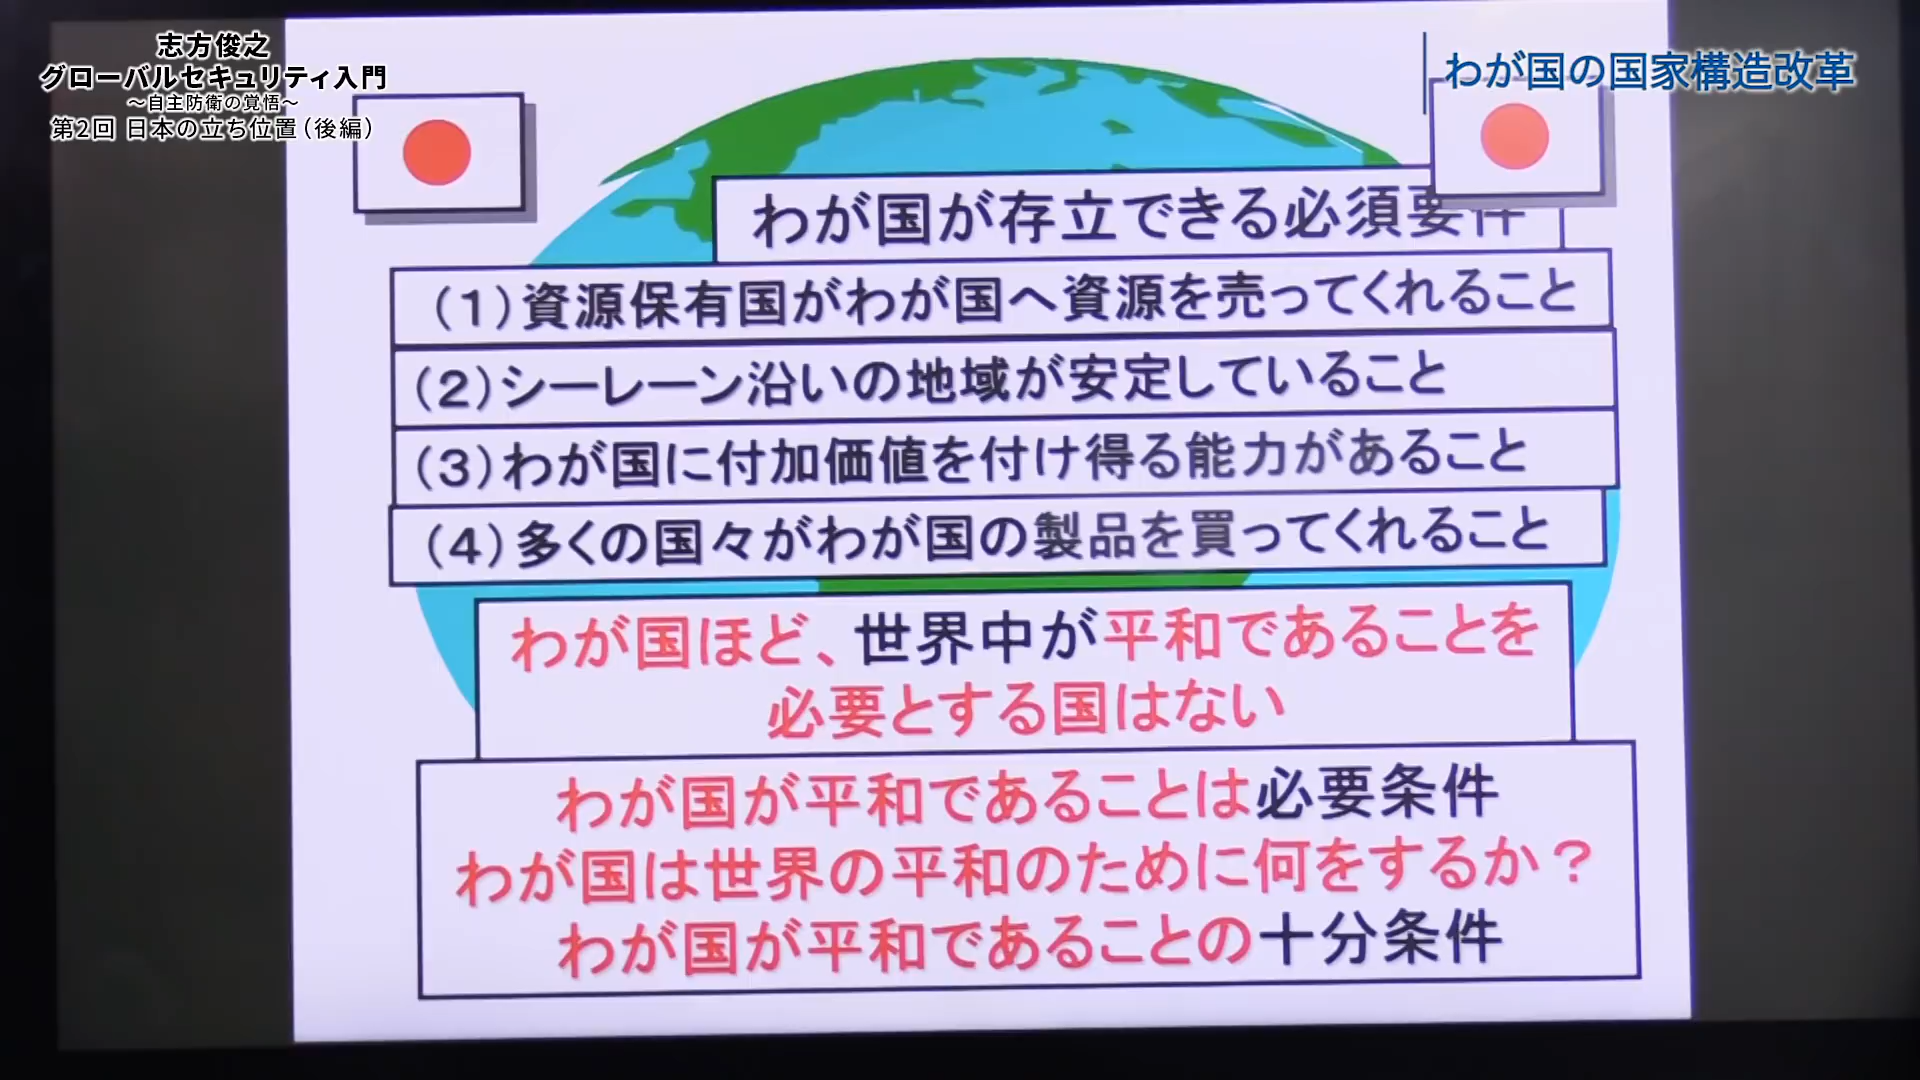 志方俊之
グローバルセキュリティ入門
～自主防衛の覚悟～
第2回 日本の立ち位置（後編）
わが国の国家構造改革
わが国が存立できる必須要件
（１）資源保有国がわが国へ資源を売ってくれること
（２）シーレーン沿いの地域が安定していること
（３）わが国に付加価値を付け得る能力があること
（４）多くの国々がわが国の製品を買ってくれること
わが国ほど、世界中が平和であることを
必要とする国はない
わが国が平和であることは必要条件
わが国は世界の平和のために何をするか？
わが国が平和であることの十分条件